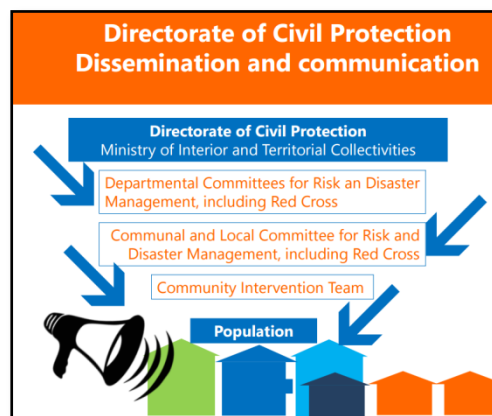 Directorate of Civil Protection
Dissemination and communication
Directorate of Civil Protection
Ministry of Interior and Territorial Collectivities
Departmental Committees for Risk an Disaster
Management, including Red Cross
Communal and Local Committee for Risk and
Disaster Management, including Red Cross
Community Intervention Team
Population